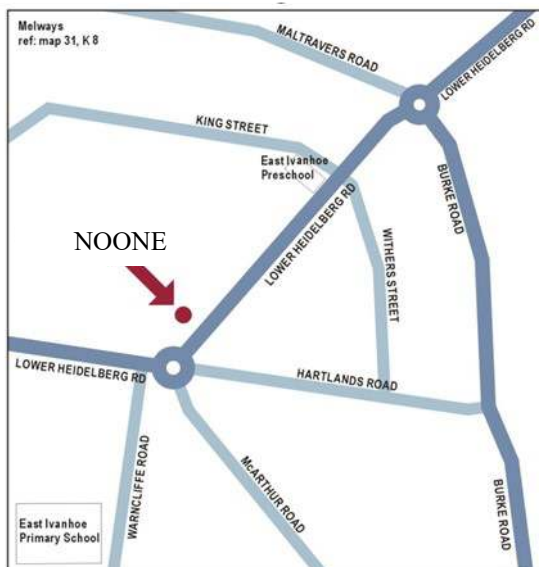 Melways
ref: map 31, K 8
MALTRAVERS ROAD
LOWER HEIDELBERG RD
KING STREET
East Ivanhoe
Preschool
LOWER HEIDELBERG RD
BURKE ROAD
WITHERS STREET
NOONE
LOWER HEIDELBERG RD
HARTLANDS ROAD
WARNCLIFFE ROAD
McARTHUR ROAD
BURKE ROAD
East Ivanhoe
Primary School